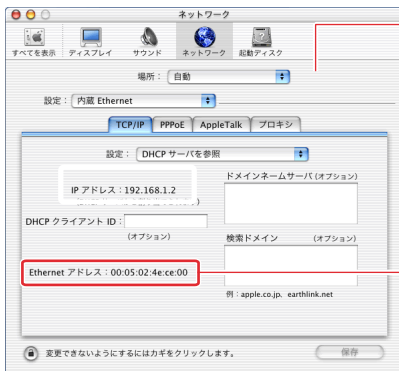 ネットワーク
すべてを表示 ディスプレイ サウンド ネットワーク 起動ディスク
場所： 自動
設定： 内蔵 Ethernet
TCP/IP PPPoE AppleTalk プロキシ
設定： DHCP サーバを参照
ドメインネームサーバ (オプション)
IP アドレス：192.168.1.2
DHCP クライアント ID：
(オプション)
検索ドメイン (オプション)
Ethernet アドレス：00:05:02:4e:ce:00
例：apple.co.jp、earthlink.net
変更できないようにするにはカギをクリックします。
保存